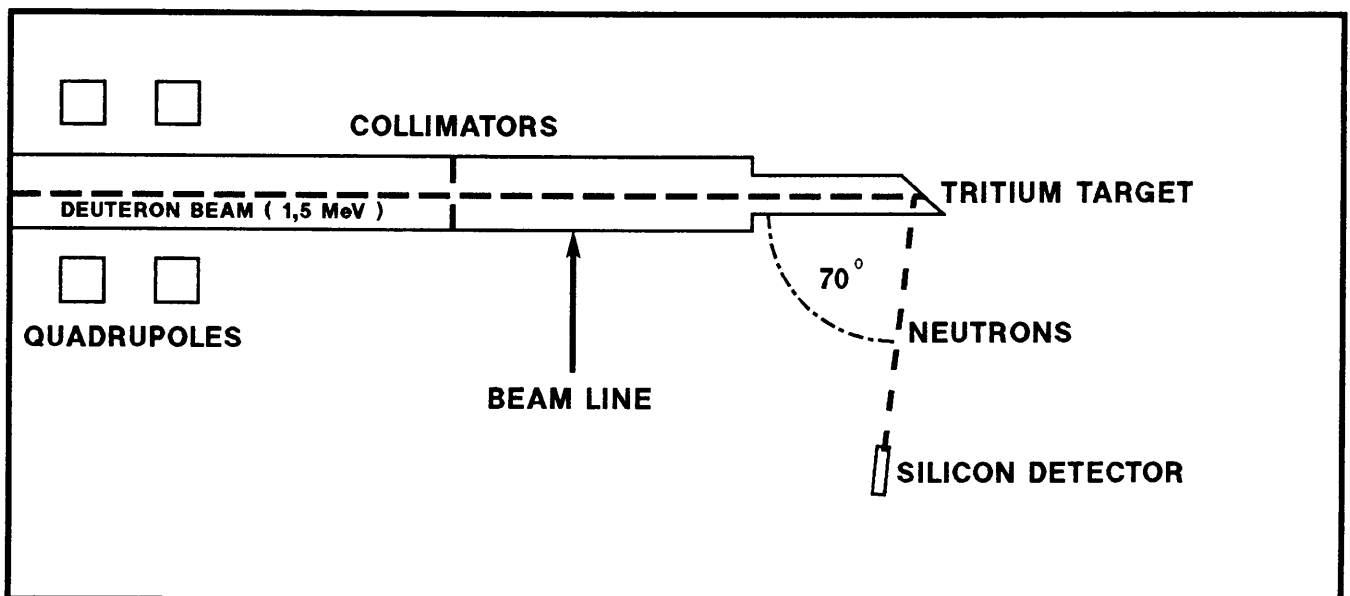 COLLIMATORS
DEUTERON BEAM ( 1,5 MeV )
TRITIUM TARGET
70°
QUADRUPOLES
NEUTRONS
BEAM LINE
SILICON DETECTOR